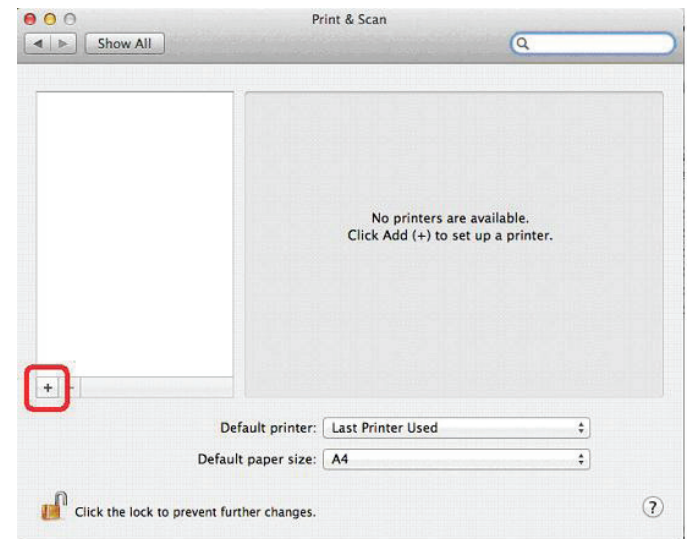 Print & Scan
Show All
No printers are available.
Click Add (+) to set up a printer.
+ -
Default printer: Last Printer Used
Default paper size: A4
Click the lock to prevent further changes.
?